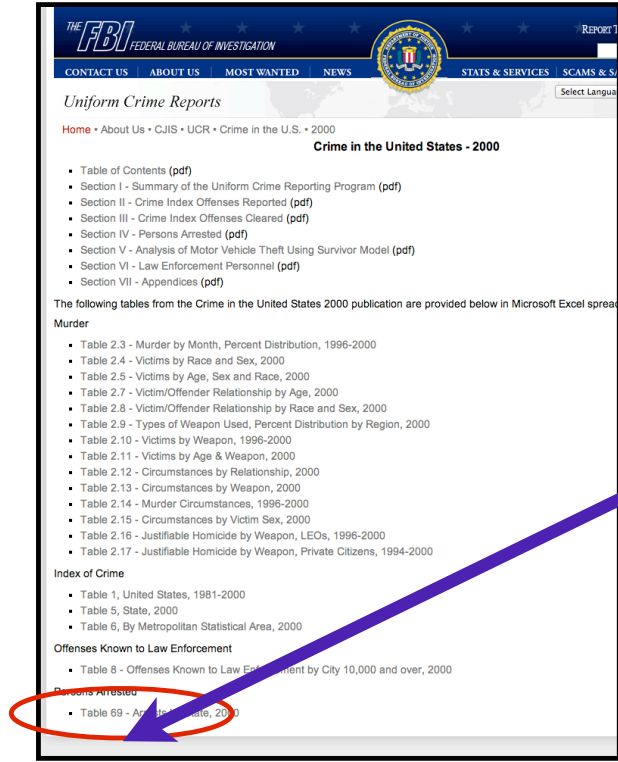 THE FBI FEDERAL BUREAU OF INVESTIGATION
REPORT T
CONTACT US ABOUT US MOST WANTED NEWS STATS & SERVICES SCAMS & SA
Uniform Crime Reports
Select Langua
Home • About Us • CJIS • UCR • Crime in the U.S. • 2000
Crime in the United States - 2000
Table of Contents (pdf)
Section I - Summary of the Uniform Crime Reporting Program (pdf)
Section II - Crime Index Offenses Reported (pdf)
Section III - Crime Index Offenses Cleared (pdf)
Section IV - Persons Arrested (pdf)
Section V - Analysis of Motor Vehicle Theft Using Survivor Model (pdf)
Section VI - Law Enforcement Personnel (pdf)
Section VII - Appendices (pdf)
The following tables from the Crime in the United States 2000 publication are provided below in Microsoft Excel sprea
Murder
Table 2.3 - Murder by Month, Percent Distribution, 1996-2000
Table 2.4 - Victims by Race and Sex, 2000
Table 2.5 - Victims by Age, Sex and Race, 2000
Table 2.7 - Victim/Offender Relationship by Age, 2000
Table 2.8 - Victim/Offender Relationship by Race and Sex, 2000
Table 2.9 - Types of Weapon Used, Percent Distribution by Region, 2000
Table 2.10 - Victims by Weapon, 1996-2000
Table 2.11 - Victims by Age & Weapon, 2000
Table 2.12 - Circumstances by Relationship, 2000
Table 2.13 - Circumstances by Weapon, 2000
Table 2.14 - Murder Circumstances, 1996-2000
Table 2.15 - Circumstances by Victim Sex, 2000
Table 2.16 - Justifiable Homicide by Weapon, LEOs, 1996-2000
Table 2.17 - Justifiable Homicide by Weapon, Private Citizens, 1994-2000
Index of Crime
Table 1, United States, 1981-2000
Table 5, State, 2000
Table 6, By Metropolitan Statistical Area, 2000
Offenses Known to Law Enforcement
Table 8 - Offenses Known to Law Enforcement by City 10,000 and over, 2000
Persons Arrested
Table 69 - Arrests by State, 2000